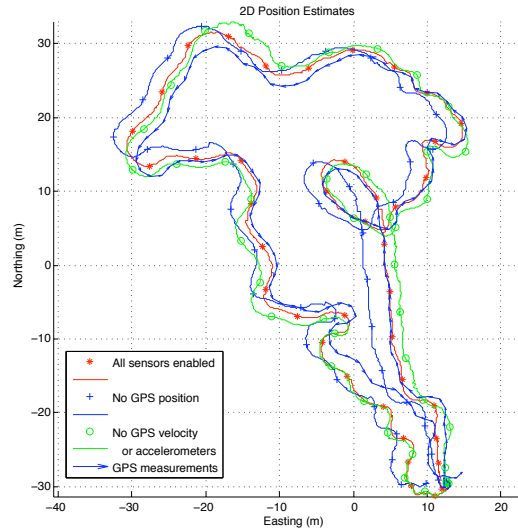 2D Position Estimates
30
20
10
0
−10
−20
−30
Northing (m)
All sensors enabled
No GPS position
No GPS velocity
or accelerometers
GPS measurements
−40
−30
−20
−10
0
10
20
Easting (m)